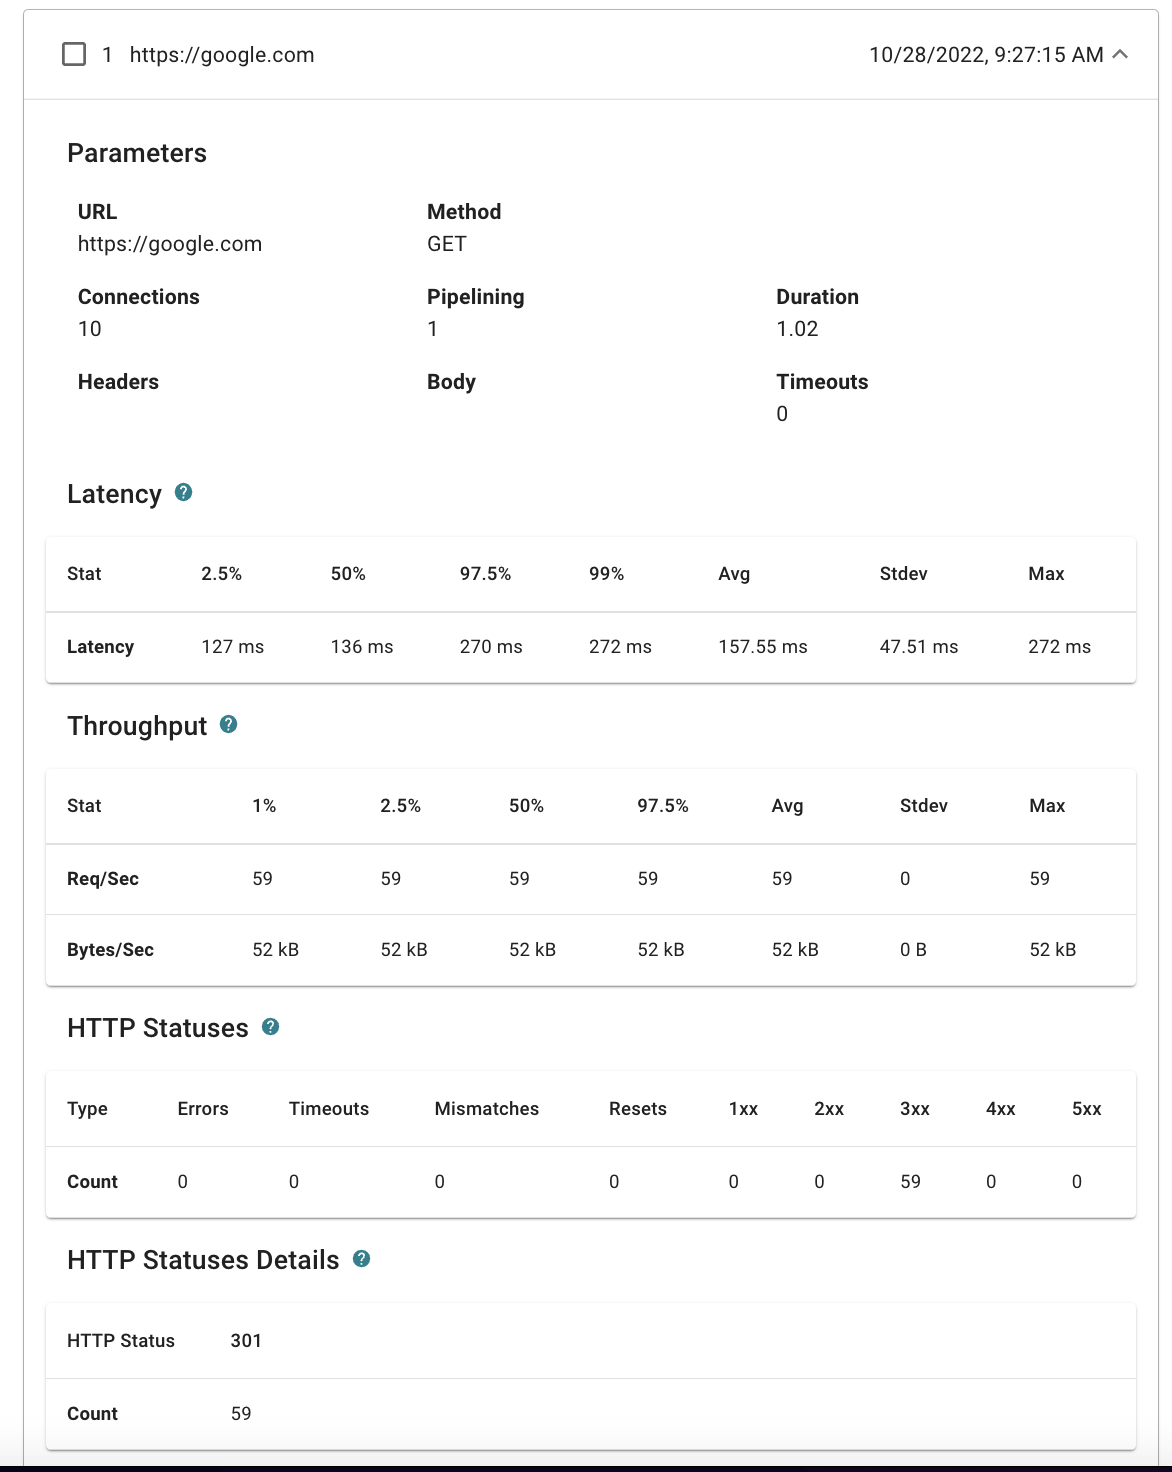 1 https://google.com 10/28/2022, 9:27:15 AM
Parameters
URL Method
https://google.com GET
Connections Pipelining Duration
10 1 1.02
Headers Body Timeouts
0
Latency ?
Stat 2.5% 50% 97.5% 99% Avg Stdev Max
Latency 127 ms 136 ms 270 ms 272 ms 157.55 ms 47.51 ms 272 ms
Throughput ?
Stat 1% 2.5% 50% 97.5% Avg Stdev Max
Req/Sec 59 59 59 59 59 0 59
Bytes/Sec 52 kB 52 kB 52 kB 52 kB 52 kB 0 B 52 kB
HTTP Statuses ?
Type Errors Timeouts Mismatches Resets 1xx 2xx 3xx 4xx 5xx
Count 0 0 0 0 0 0 59 0 0
HTTP Statuses Details ?
HTTP Status 301
Count 59